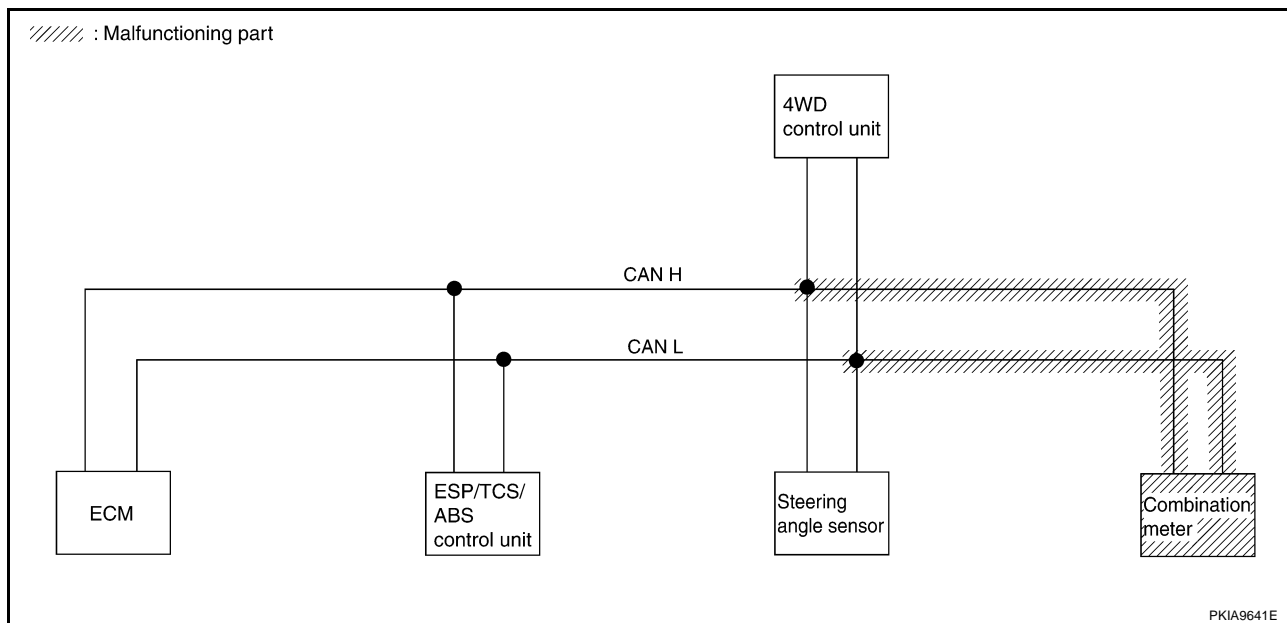 : Malfunctioning part
4WD
control unit
CAN H
CAN L
ECM
ESP/TCS/
ABS
control unit
Steering
angle sensor
Combination
meter
PKIA9641E